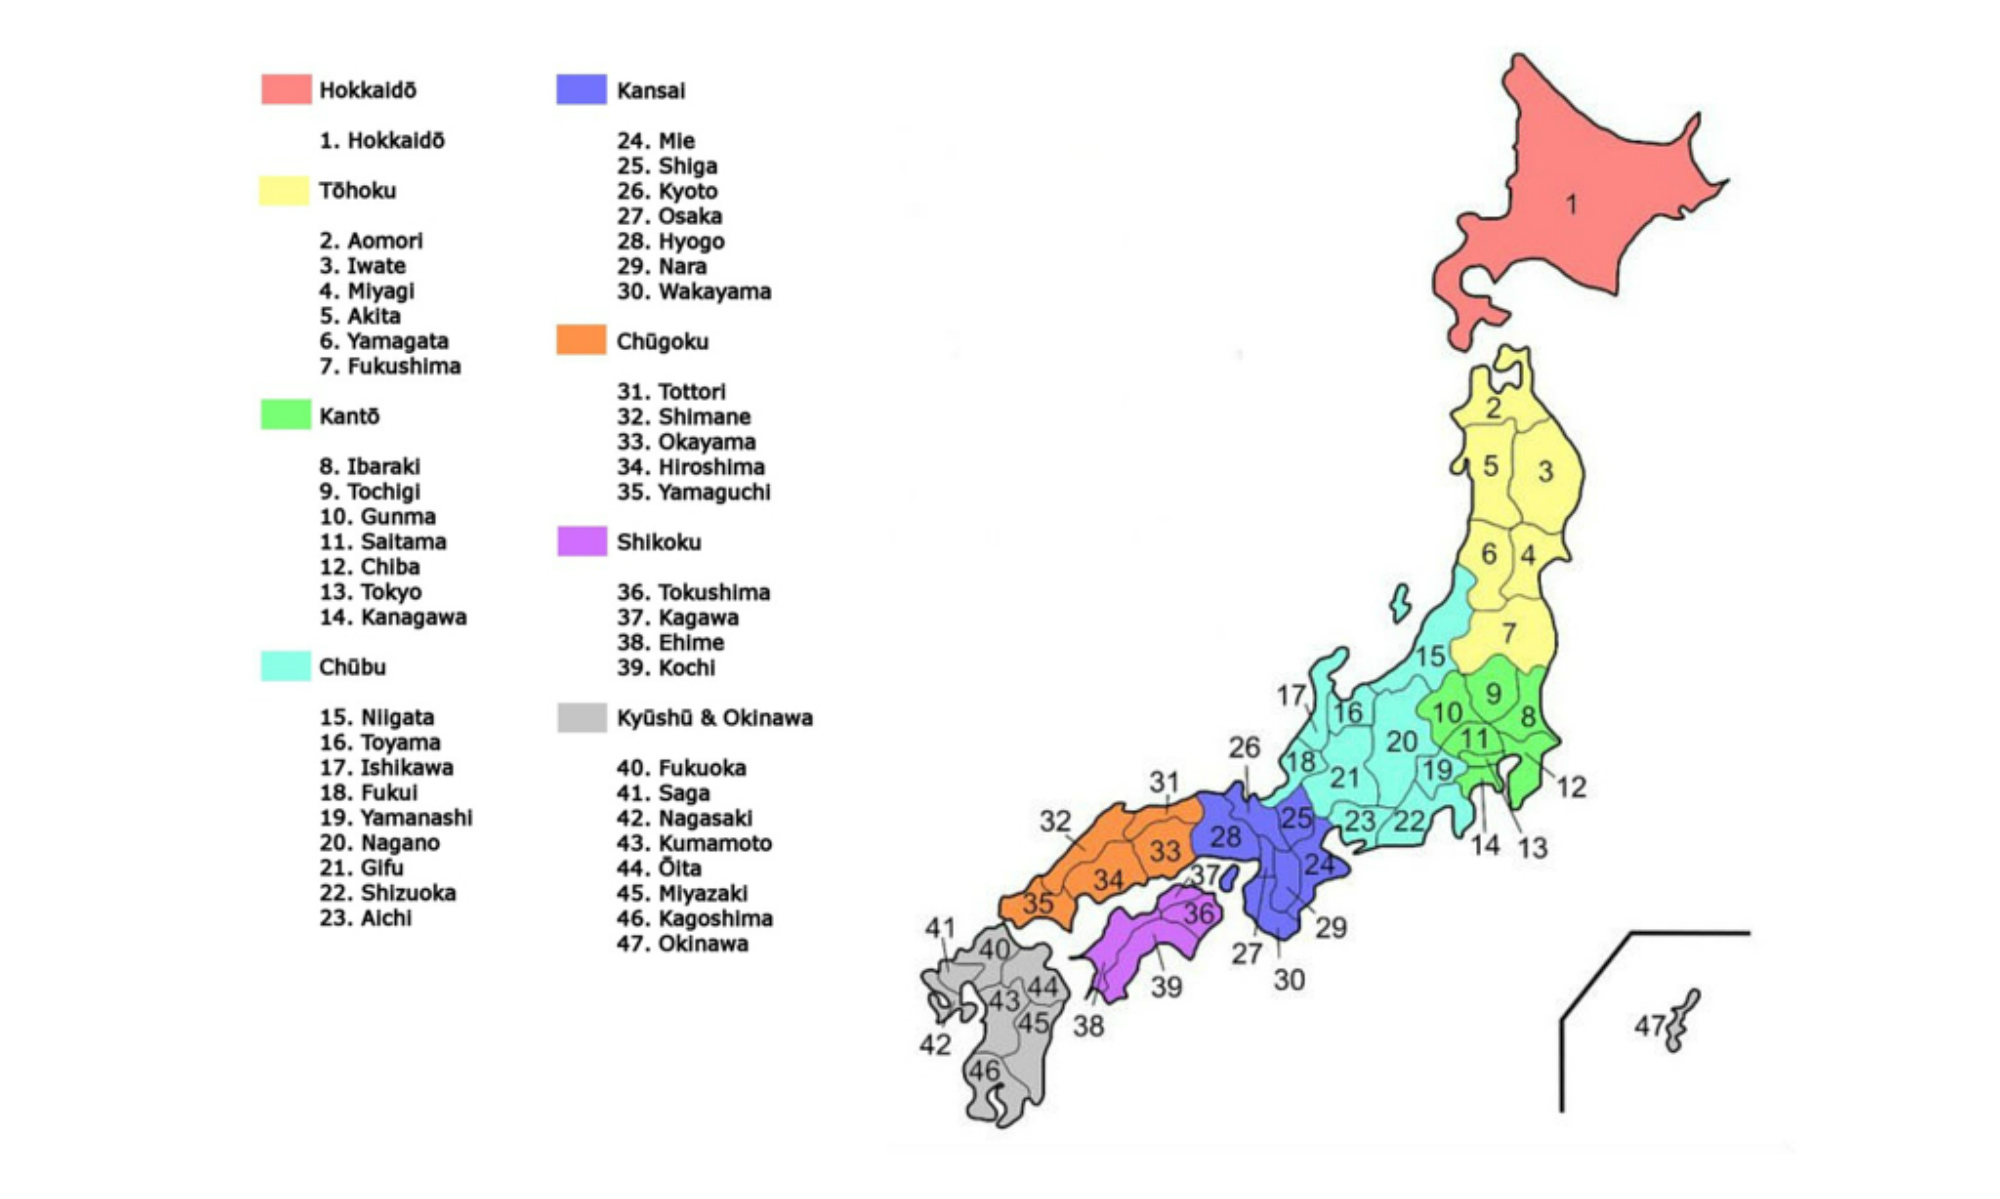 Hokkaidō
1. Hokkaidō
Tōhoku
2. Aomori
3. Iwate
4. Miyagi
5. Akita
6. Yamagata
7. Fukushima
Kantō
8. Ibaraki
9. Tochigi
10. Gunma
11. Saitama
12. Chiba
13. Tokyo
14. Kanagawa
Chūbu
15. Niigata
16. Toyama
17. Ishikawa
18. Fukui
19. Yamanashi
20. Nagano
21. Gifu
22. Shizuoka
23. Aichi
Kansai
24. Mie
25. Shiga
26. Kyoto
27. Osaka
28. Hyogo
29. Nara
30. Wakayama
Chūgoku
31. Tottori
32. Shimane
33. Okayama
34. Hiroshima
35. Yamaguchi
Shikoku
36. Tokushima
37. Kagawa
38. Ehime
39. Kochi
Kyūshū & Okinawa
40. Fukuoka
41. Saga
42. Nagasaki
43. Kumamoto
44. Ōita
45. Miyazaki
46. Kagoshima
47. Okinawa
1
2
5
3
6
4
7
15
17
16
9
10
8
11
20
26
18
21
19
12
31
32
25
23
22
28
33
14
13
24
37
34
35
36
29
41
40
27
30
39
44
43
45
38
42
47
46